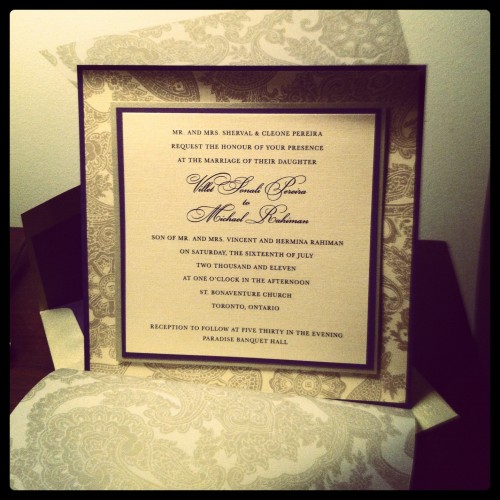 MR. AND MRS. SHERVAL & CLEONE PEREIRA
REQUEST THE HONOUR OF YOUR PRESENCE
AT THE MARRIAGE OF THEIR DAUGHTER
Villet Sonali Pereira
to
Michael Rahiman
SON OF MR. AND MRS. VINCENT AND HERMINA RAHIMAN
ON SATURDAY, THE SIXTEENTH OF JULY
TWO THOUSAND AND ELEVEN
AT ONE O'CLOCK IN THE AFTERNOON
ST. BONAVENTURE CHURCH
TORONTO, ONTARIO
RECEPTION TO FOLLOW AT FIVE THIRTY IN THE EVENING
PARADISE BANQUET HALL